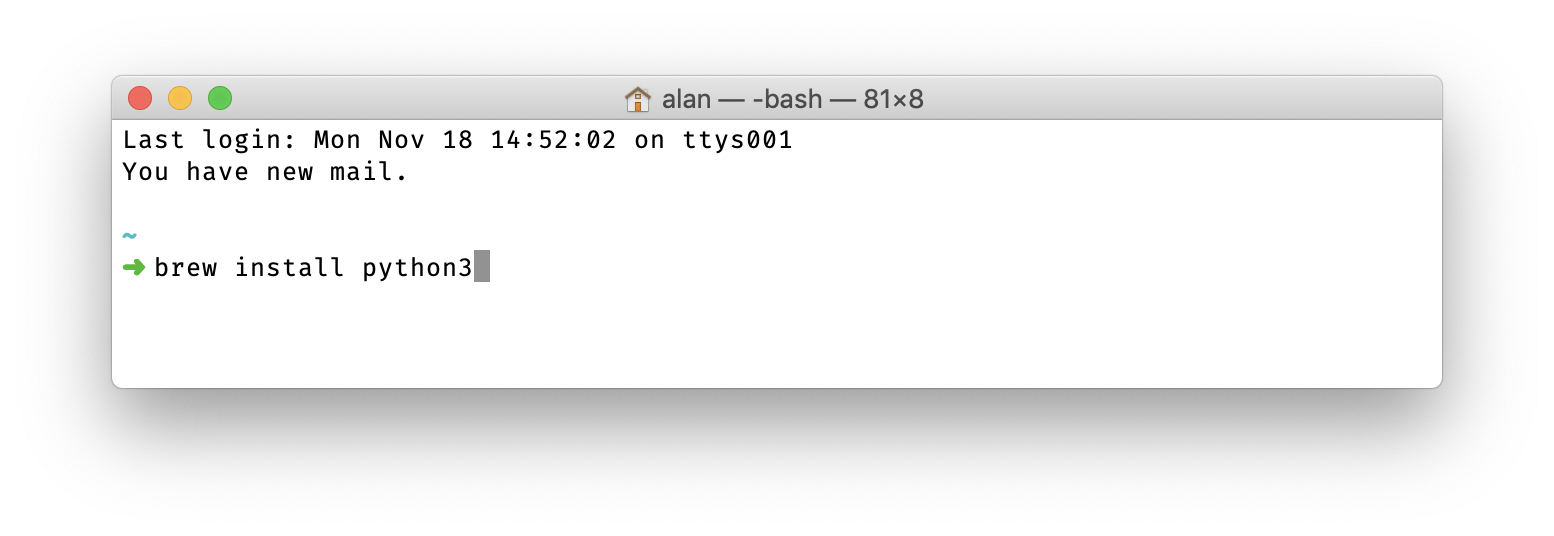 alan — -bash — 81×8
Last login: Mon Nov 18 14:52:02 on ttys001
You have new mail.
~
➜ brew install python3